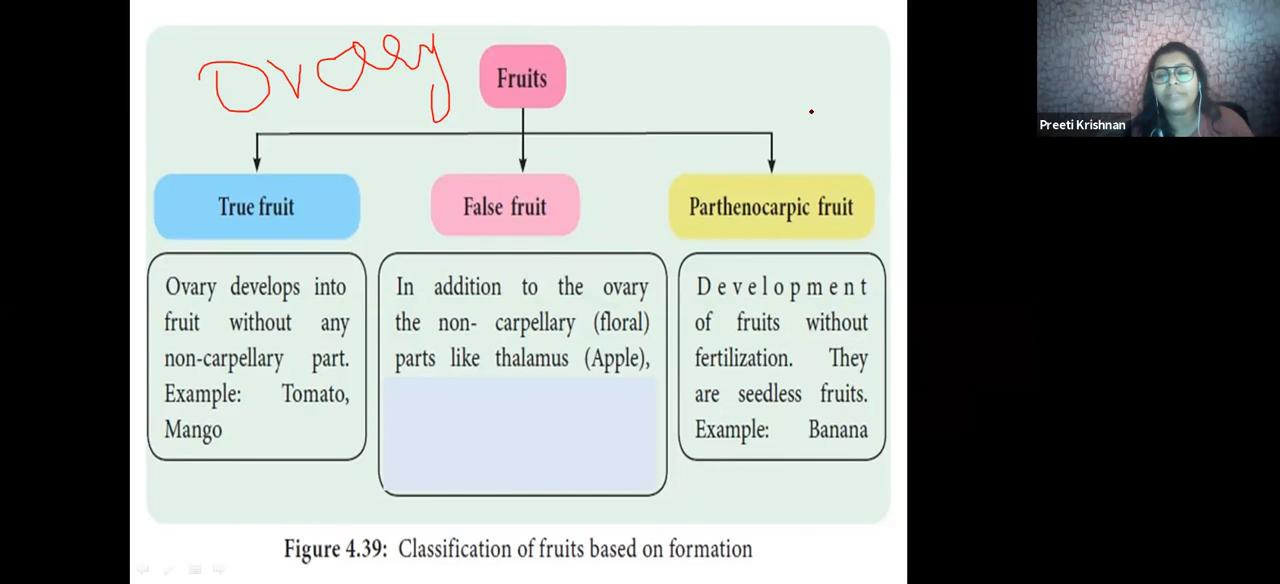 Ovary
Fruits
Preeti Krishnan
True fruit
False fruit
Parthenocarpic fruit
Ovary develops into
fruit without any
non-carpellary part.
Example: Tomato,
Mango
In addition to the ovary
the non- carpellary (floral)
parts like thalamus (Apple),
Development
of fruits without
fertilization. They
are seedless fruits.
Example: Banana
Figure 4.39: Classification of fruits based on formation